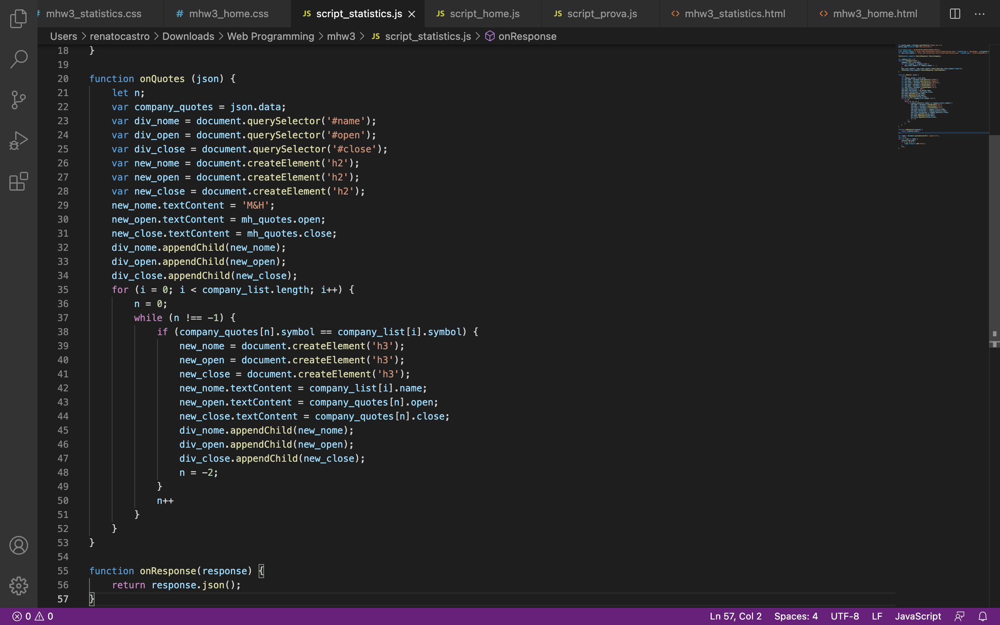 mhw3_statistics.css # mhw3_home.css JS script_statistics.js JS script_home.js JS script_prova.js <> mhw3_statistics.html <> mhw3_home.html
Users > renatocastro > Downloads > Web Programming > mhw3 > JS script_statistics.js > onResponse
18 }
19
20 function onQuotes (json) {
21     let n;
22     var company_quotes = json.data;
23     var div_nome = document.querySelector('#name');
24     var div_open = document.querySelector('#open');
25     var div_close = document.querySelector('#close');
26     var new_nome = document.createElement('h2');
27     var new_open = document.createElement('h2');
28     var new_close = document.createElement('h2');
29     new_nome.textContent = 'M&H';
30     new_open.textContent = mh_quotes.open;
31     new_close.textContent = mh_quotes.close;
32     div_nome.appendChild(new_nome);
33     div_open.appendChild(new_open);
34     div_close.appendChild(new_close);
35     for (i = 0; i < company_list.length; i++) {
36         n = 0;
37         while (n !== -1) {
38             if (company_quotes[n].symbol == company_list[i].symbol) {
39                 new_nome = document.createElement('h3');
40                 new_open = document.createElement('h3');
41                 new_close = document.createElement('h3');
42                 new_nome.textContent = company_list[i].name;
43                 new_open.textContent = company_quotes[n].open;
44                 new_close.textContent = company_quotes[n].close;
45                 div_nome.appendChild(new_nome);
46                 div_open.appendChild(new_open);
47                 div_close.appendChild(new_close);
48                 n = -2;
49             }
50             n++
51         }
52     }
53 }
54
55 function onResponse(response) {
56     return response.json();
57 }
0 0 Ln 57, Col 2 Spaces: 4 UTF-8 LF JavaScript